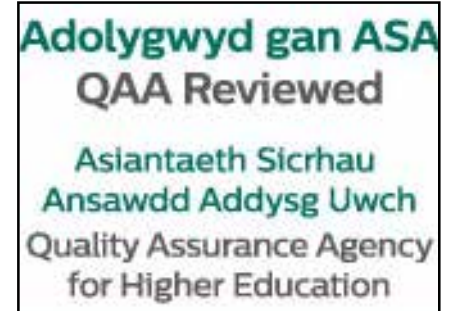 Adolygwyd gan ASA
QAA Reviewed
Asiantaeth Sicrhau
Ansawdd Addysg Uwch
Quality Assurance Agency
for Higher Education